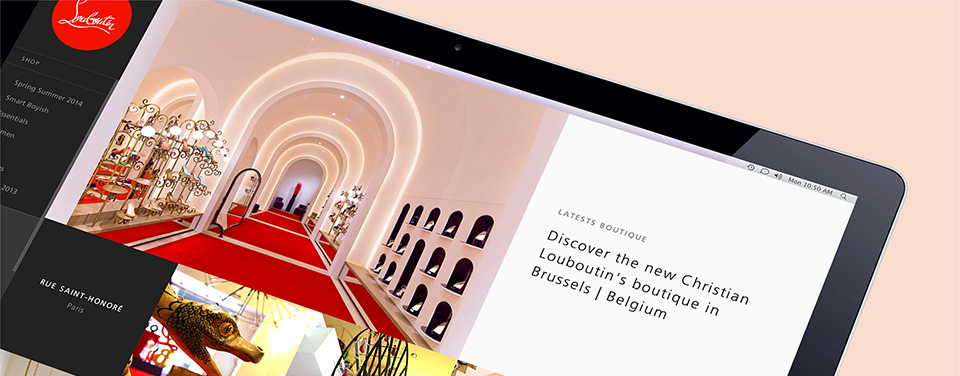 Louboutin
SHOP
Spring Summer 2014
Smart Boyish
Essentials
men
2013
RUE SAINT-HONORÉ
Paris
Mon 10:50 AM
LATESTS BOUTIQUE
Discover the new Christian
Louboutin's boutique in
Brussels | Belgium